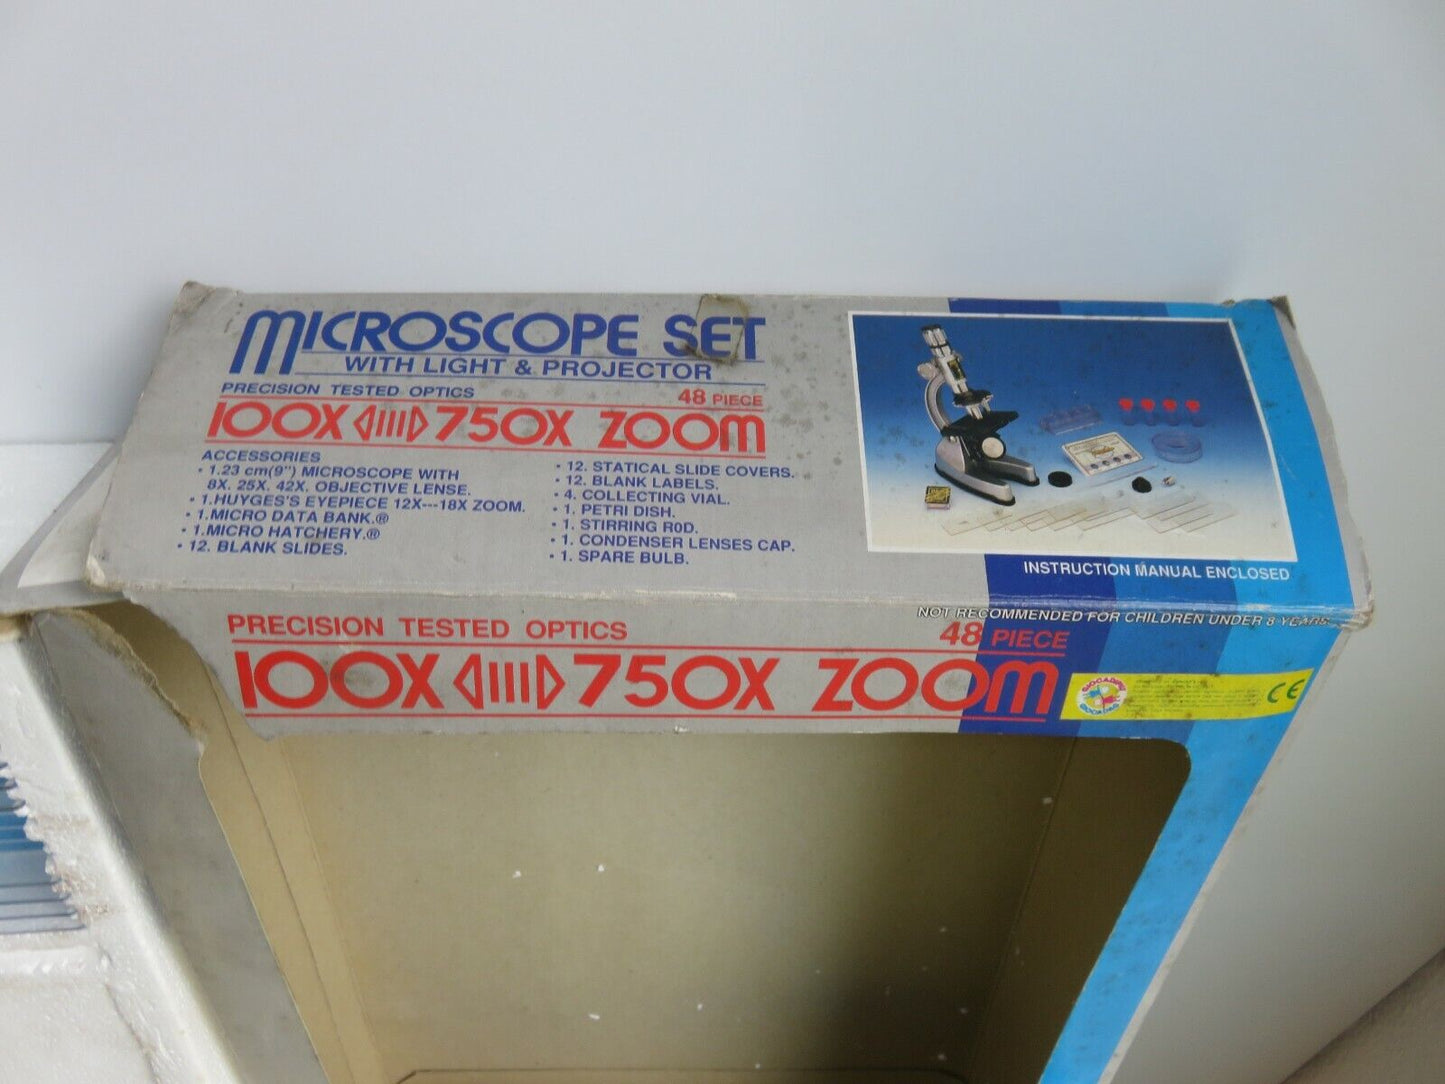 MICROSCOPE SET
WITH LIGHT & PROJECTOR
PRECISION TESTED OPTICS 48 PIECE
100X 750X ZOOM
ACCESSORIES
• 1.23 cm(9") MICROSCOPE WITH
8X. 25X. 42X. OBJECTIVE LENSE.
• 1.HUYGES'S EYEPIECE 12X---18X ZOOM.
• 1.MICRO DATA BANK.®
• 1.MICRO HATCHERY.®
• 12. BLANK SLIDES.
• 12. STATICAL SLIDE COVERS.
• 12. BLANK LABELS.
• 4. COLLECTING VIAL.
• 1. PETRI DISH.
• 1. STIRRING ROD.
• 1. CONDENSER LENSES CAP.
• 1. SPARE BULB.
INSTRUCTION MANUAL ENCLOSED
NOT RECOMMENDED FOR CHILDREN UNDER 8 YEARS
PRECISION TESTED OPTICS 48 PIECE
100X 750X ZOOM
CE